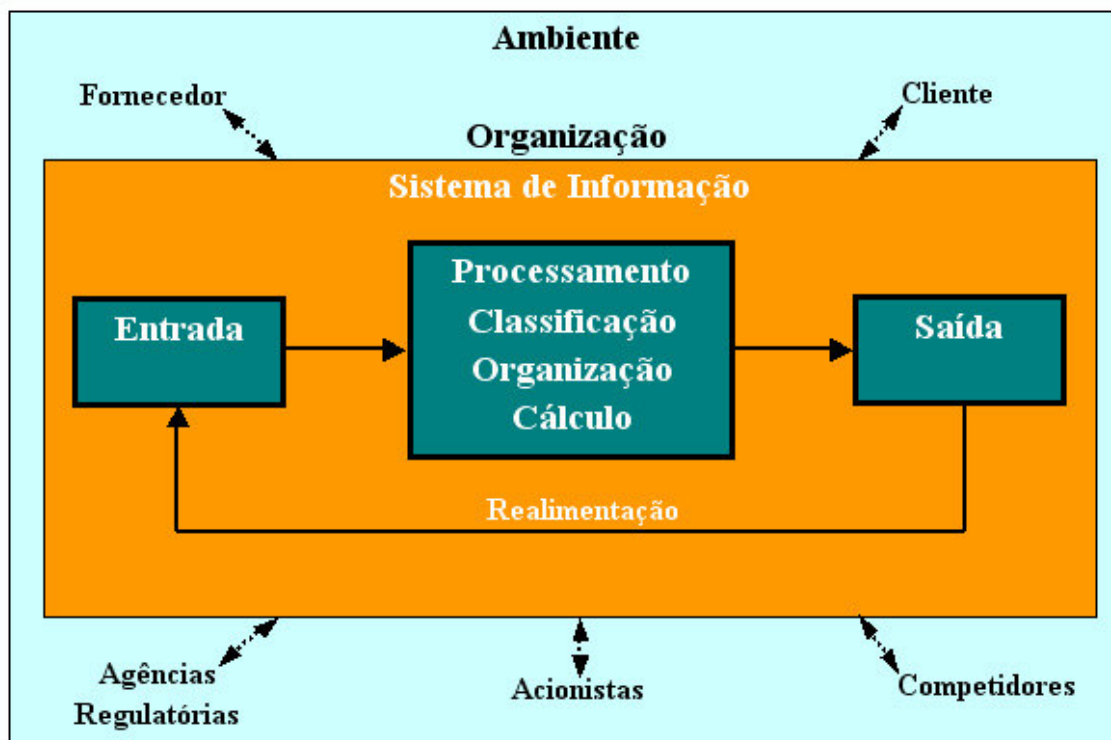 Ambiente
Fornecedor
Cliente
Organização
Sistema de Informação
Entrada
Processamento
Classificação
Organização
Cálculo
Saída
Realimentação
Agências
Regulatórias
Acionistas
Competidores